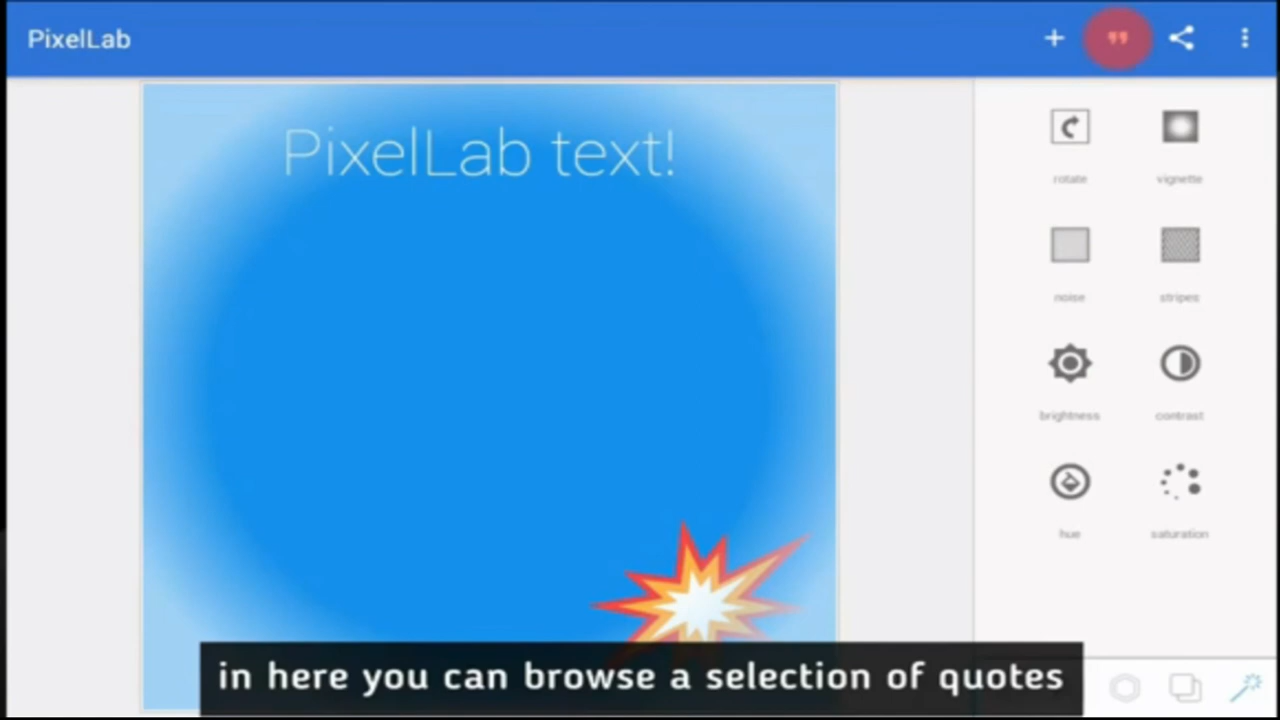 PixelLab
PixelLab text!
rotate
vignette
noise
stripes
brightness
contrast
hue
saturation
in here you can browse a selection of quotes